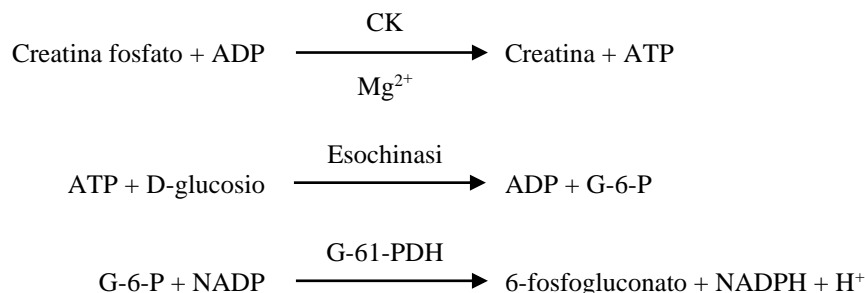 CK
Creatina fosfato + ADP Creatina + ATP
Mg²⁺
Esochinasi
ATP + D-glucosio ADP + G-6-P
G-61-PDH
G-6-P + NADP 6-fosfogluconato + NADPH + H⁺